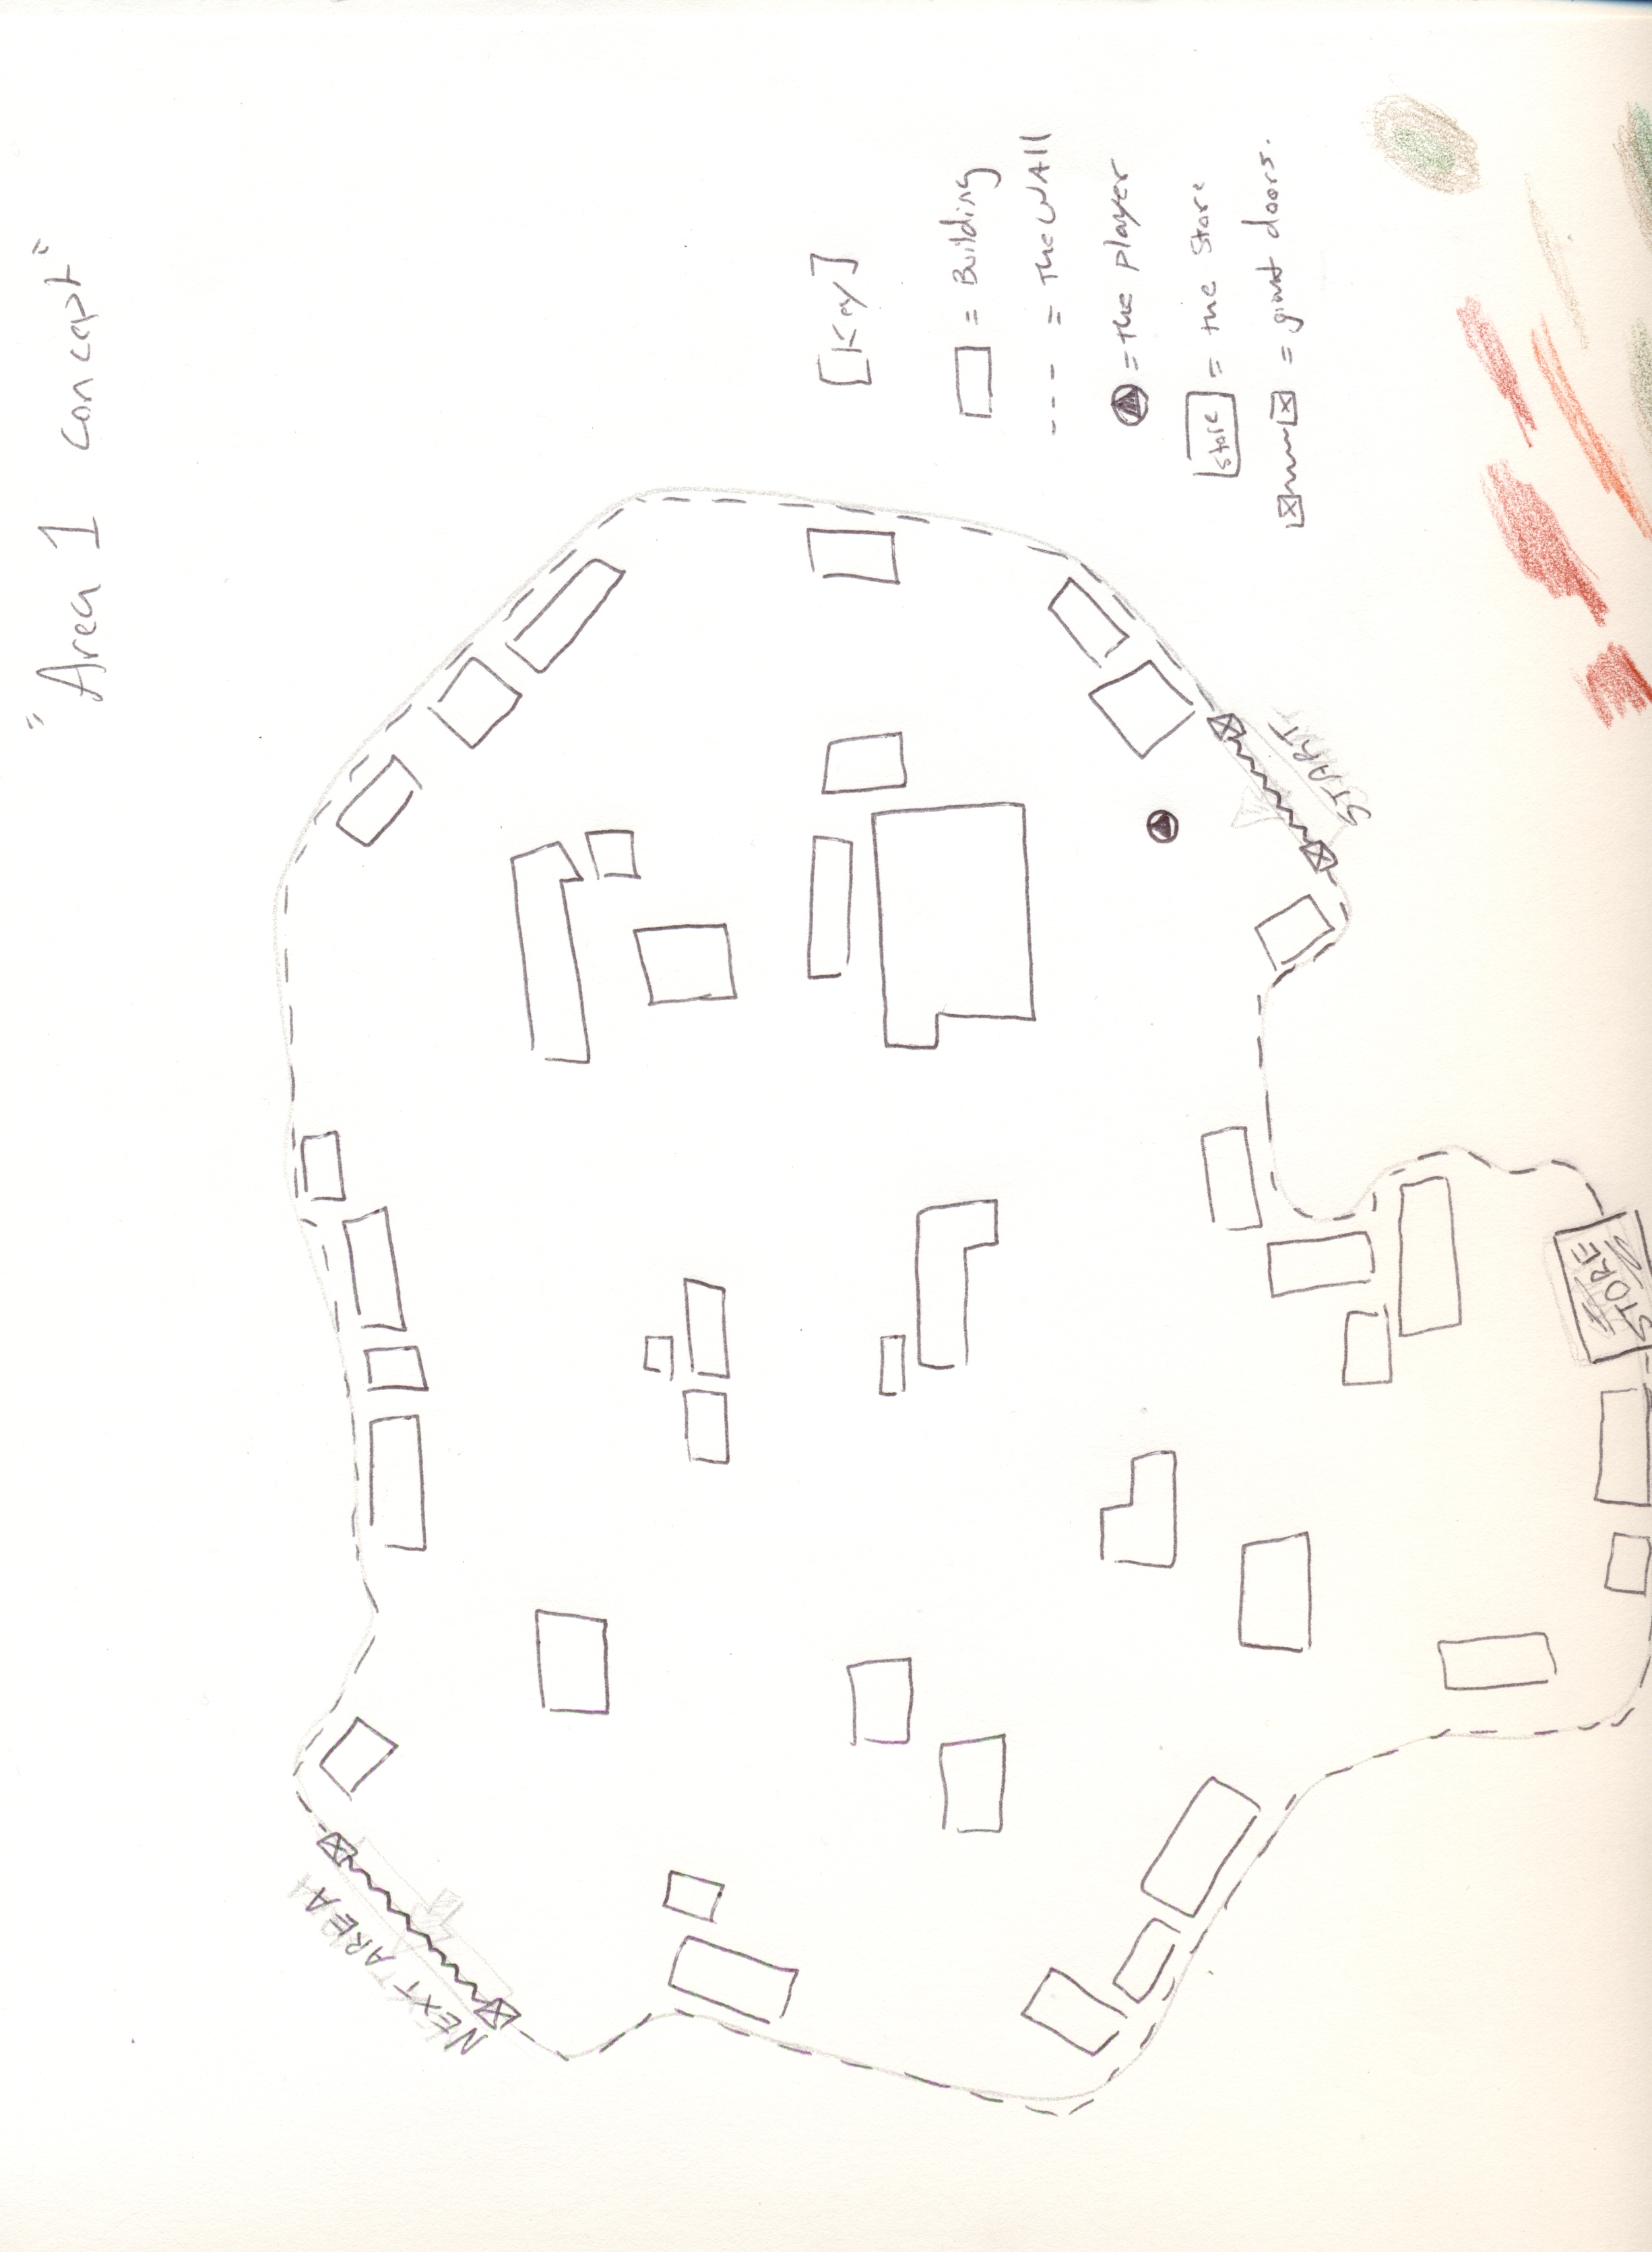 "Area 1 concept"
[Key]
= Building
--- = The WAll
= the player
store = the store
= giant doors.
START
STORE
NEXT AREA